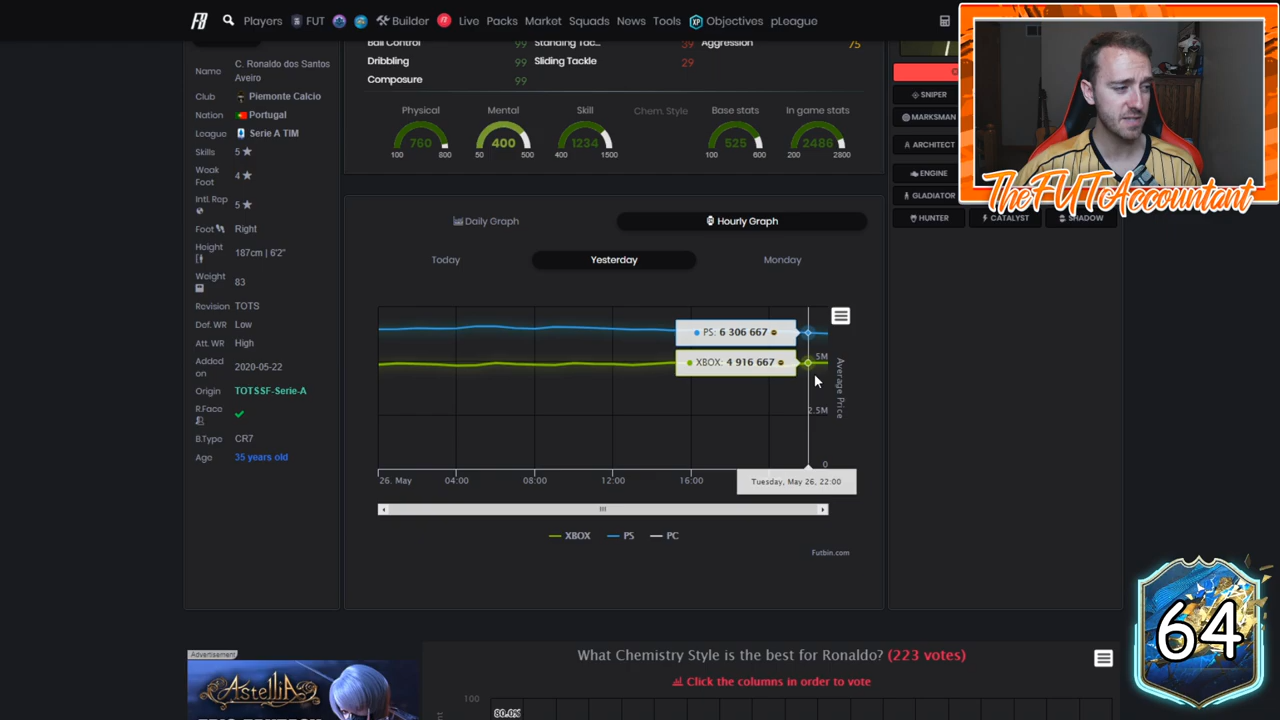 FB Players FUT Builder Live Packs Market Squads News Tools XP Objectives pLeague
Name C. Ronaldo dos Santos Aveiro
Club Piemonte Calcio
Nation Portugal
League Serie A TIM
Skills 5 ★
Weak Foot 4 ★
Intl. Rep 5 ★
Foot Right
Height 187cm | 6'2"
Weight 83
Revision TOTS
Def. WR Low
Att. WR High
Added on 2020-05-22
Origin TOTSSF-Serie-A
R.Face
B.Type CR7
Age 35 years old
Ball Control 99 Standing Tac... 39 Aggression 75
Dribbling 99 Sliding Tackle 29
Composure 99
Physical Mental Skill Chem. Style Base stats In game stats
760 400 1234 525 2486
100 800 50 500 400 1500 100 600 200 2800
Daily Graph Hourly Graph
Today Yesterday Monday
PS: 6 306 667
XBOX: 4 916 667
5M
2.5M
0
Average Price
26. May 04:00 08:00 12:00 16:00
Tuesday, May 26, 22:00
XBOX PS PC
Futbin.com
SNIPER
MARKSMAN
ARCHITECT
ENGINE
GLADIATOR
HUNTER CATALYST SHADOW
TheFUTAccountant
64
Advertisement
ASTELLIA
What Chemistry Style is the best for Ronaldo? (223 votes)
Click the columns in order to vote
100
80.6%